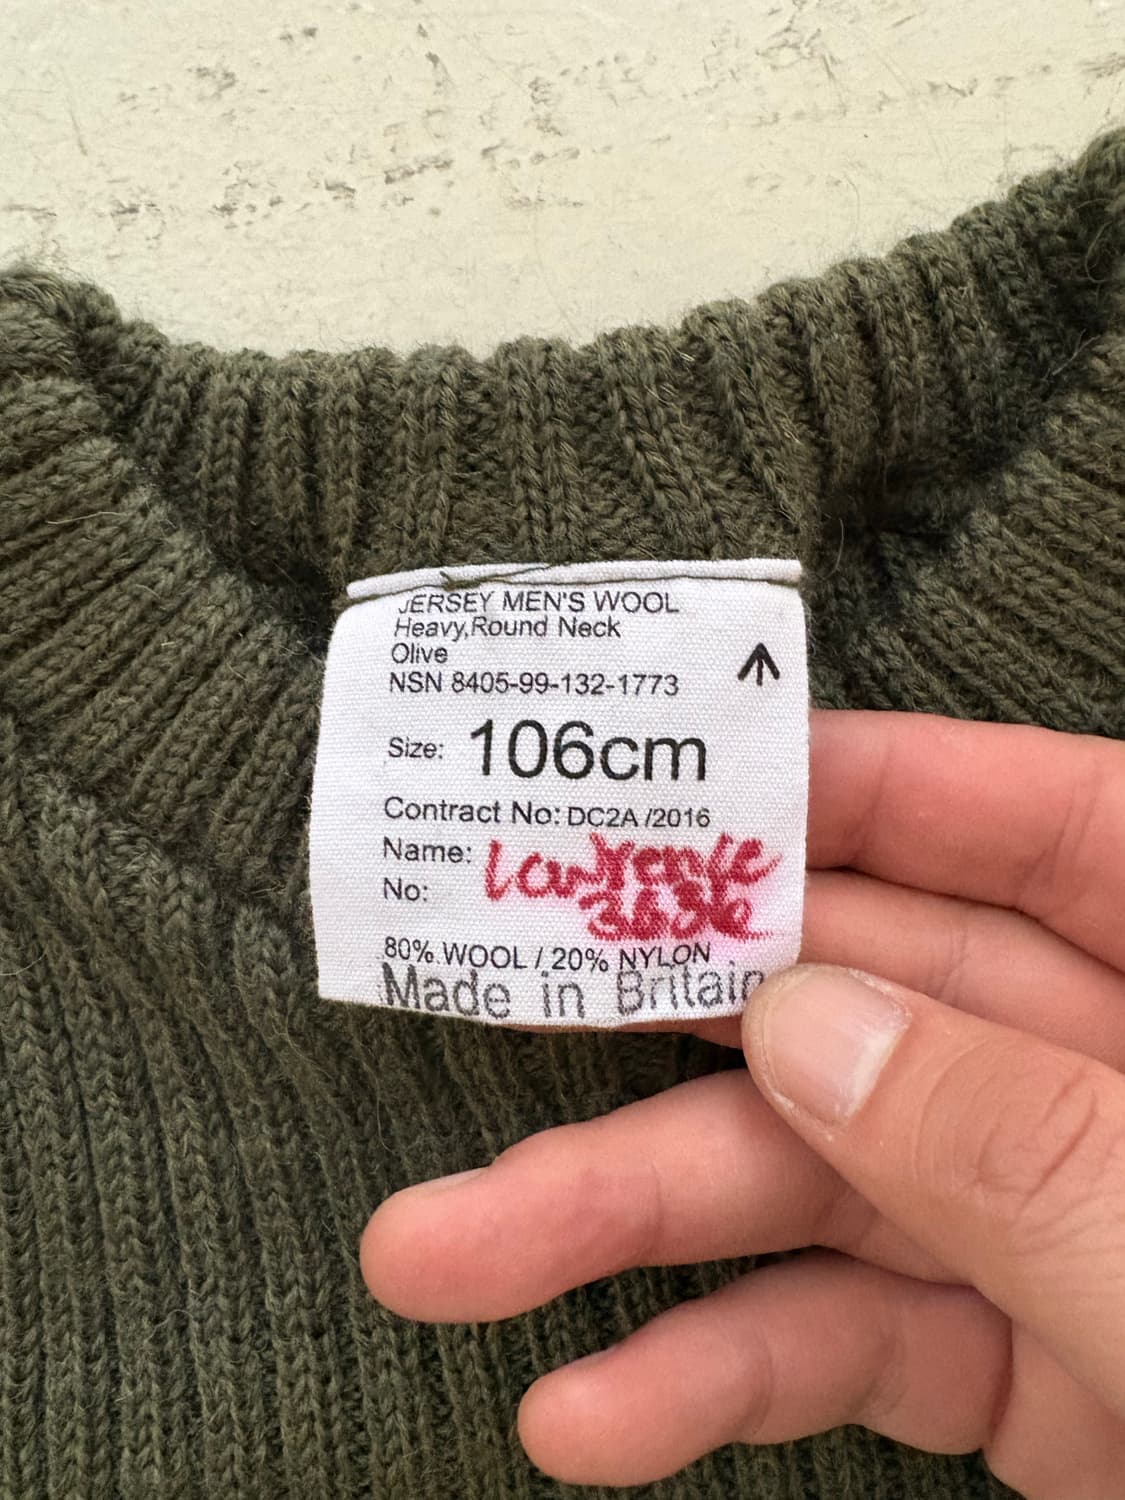 JERSEY MEN'S WOOL
Heavy,Round Neck
Olive
NSN 8405-99-132-1773
Size: 106cm
Contract No: DC2A /2016
Name: Lawrence
No:
80% WOOL / 20% NYLON
Made in Britain